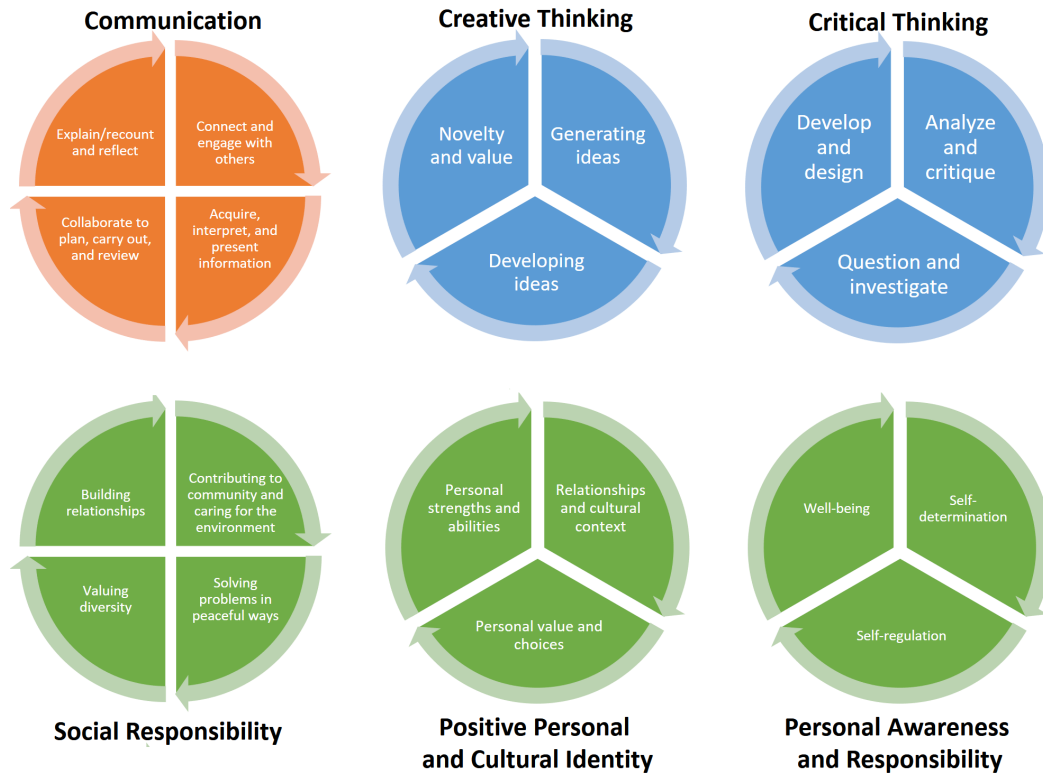 Communication
Explain/recount
and reflect
Connect and
engage with
others
Collaborate to
plan, carry out,
and review
Acquire,
interpret, and
present
information
Creative Thinking
Novelty
and value
Generating
ideas
Developing
ideas
Critical Thinking
Develop
and
design
Analyze
and
critique
Question and
investigate
Building
relationships
Contributing to
community and
caring for the
environment
Valuing
diversity
Solving
problems in
peaceful ways
Social Responsibility
Personal
strengths and
abilities
Relationships
and cultural
context
Personal value and
choices
Positive Personal
and Cultural Identity
Well-being
Self-
determination
Self-regulation
Personal Awareness
and Responsibility